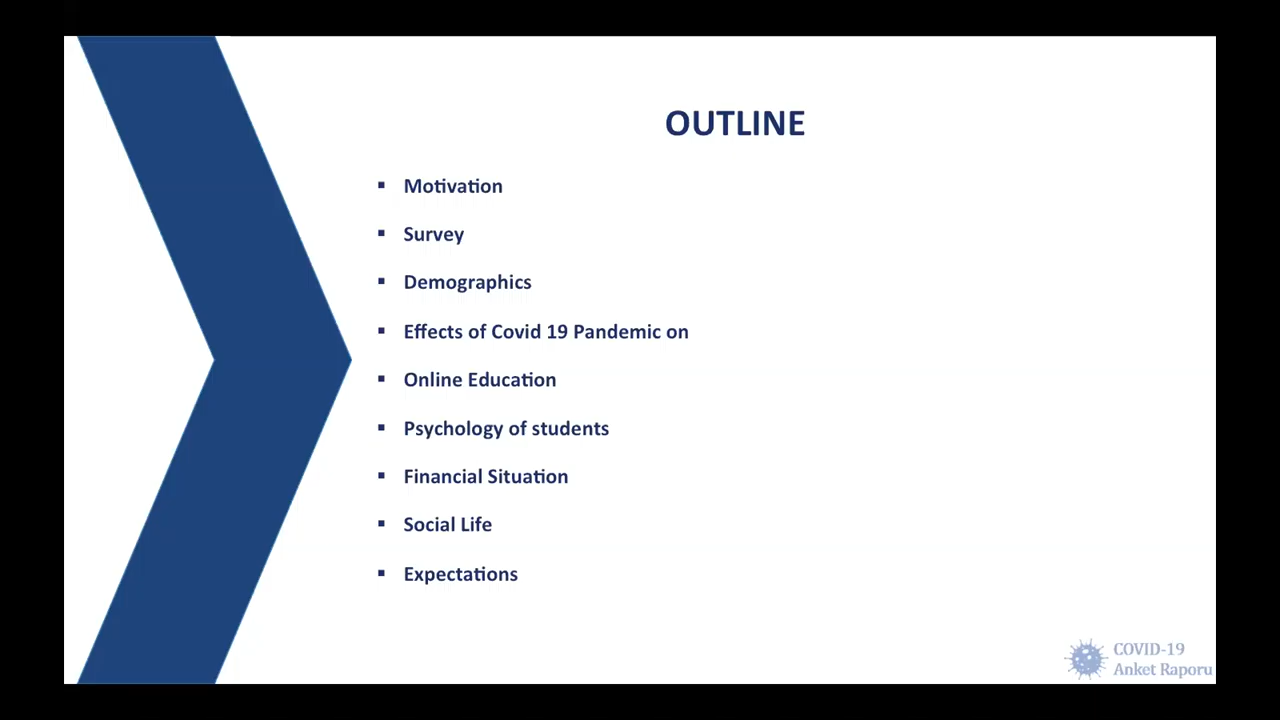 OUTLINE
▪ Motivation
▪ Survey
▪ Demographics
▪ Effects of Covid 19 Pandemic on
▪ Online Education
▪ Psychology of students
▪ Financial Situation
▪ Social Life
▪ Expectations
COVID-19
Anket Raporu